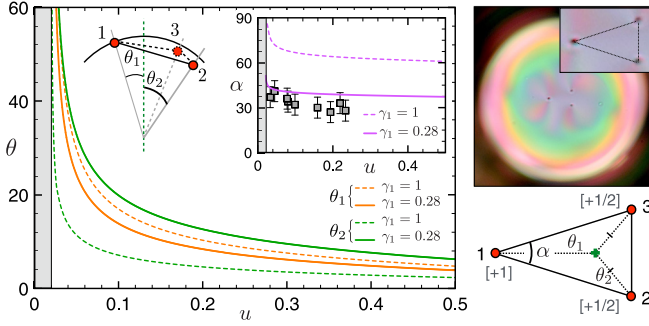 60
40
20
0
θ
0
0.1
0.2
0.3
0.4
0.5
u
1
3
2
θ₁
θ₂
90
60
30
0
α
0
0.2
0.4
u
γ₁ = 1
γ₁ = 0.28
θ₁ { γ₁ = 1
γ₁ = 0.28
θ₂ { γ₁ = 1
γ₁ = 0.28
[+1/2]
3
1
α
θ₁
θ₂
[+1]
2
[+1/2]